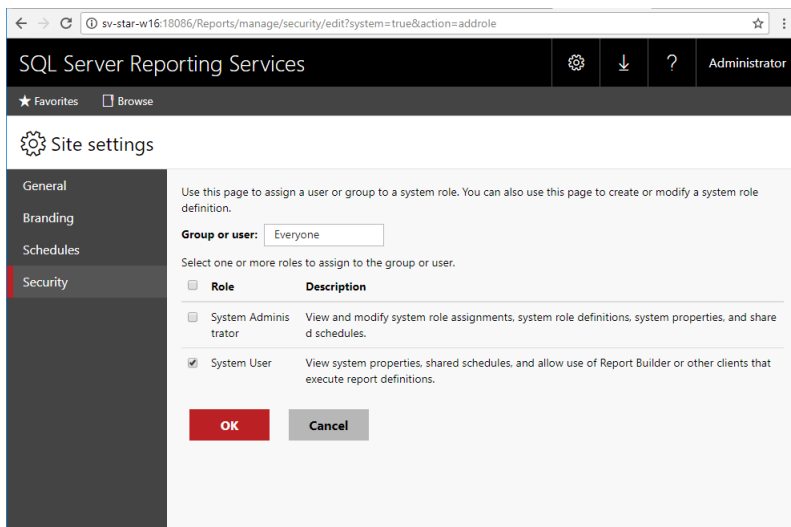 sv-star-w16:18086/Reports/manage/security/edit?system=true&action=addrole
SQL Server Reporting Services
?
Administrator
Favorites
Browse
Site settings
General
Branding
Schedules
Security
Use this page to assign a user or group to a system role. You can also use this page to create or modify a system role
definition.
Group or user: Everyone
Select one or more roles to assign to the group or user.
Role Description
System Adminis
trator
View and modify system role assignments, system role definitions, system properties, and share
d schedules.
System User
View system properties, shared schedules, and allow use of Report Builder or other clients that
execute report definitions.
OK
Cancel